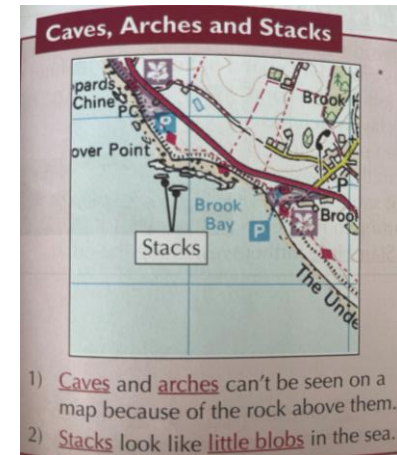 Caves, Arches and Stacks
pards
Chine
PC
P
Brook
over Point
P
Brook
Bay
P
Broo
Stacks
The Unde
1) Caves and arches can't be seen on a
map because of the rock above them.
2) Stacks look like little blobs in the sea.